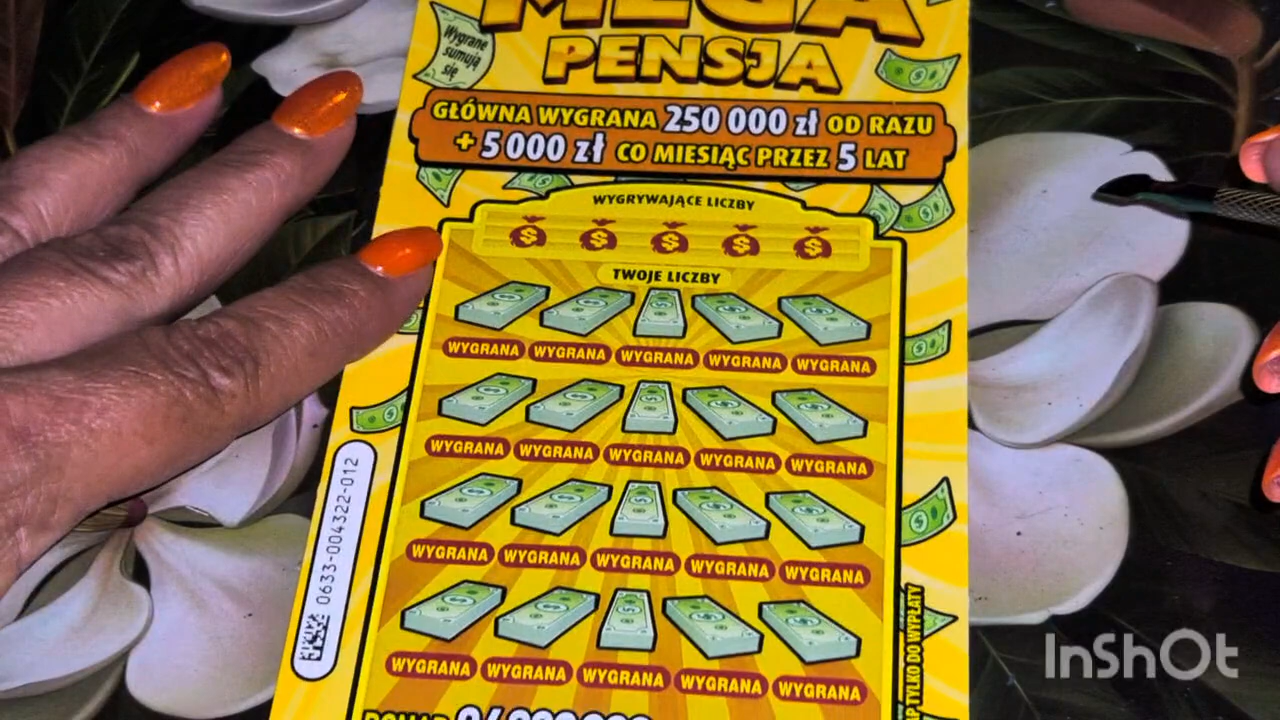 MEGA
PENSJA
Wygrane
sumują
się
GŁÓWNA WYGRANA 250 000 zł OD RAZU
+ 5 000 zł CO MIESIĄC PRZEZ 5 LAT
WYGRYWAJĄCE LICZBY
TWOJE LICZBY
WYGRANA WYGRANA WYGRANA WYGRANA WYGRANA
WYGRANA WYGRANA WYGRANA WYGRANA WYGRANA
WYGRANA WYGRANA WYGRANA WYGRANA WYGRANA
WYGRANA WYGRANA WYGRANA WYGRANA WYGRANA
0633-004322-012
TYLKO DO WYPŁATY
PONAD
InShOt